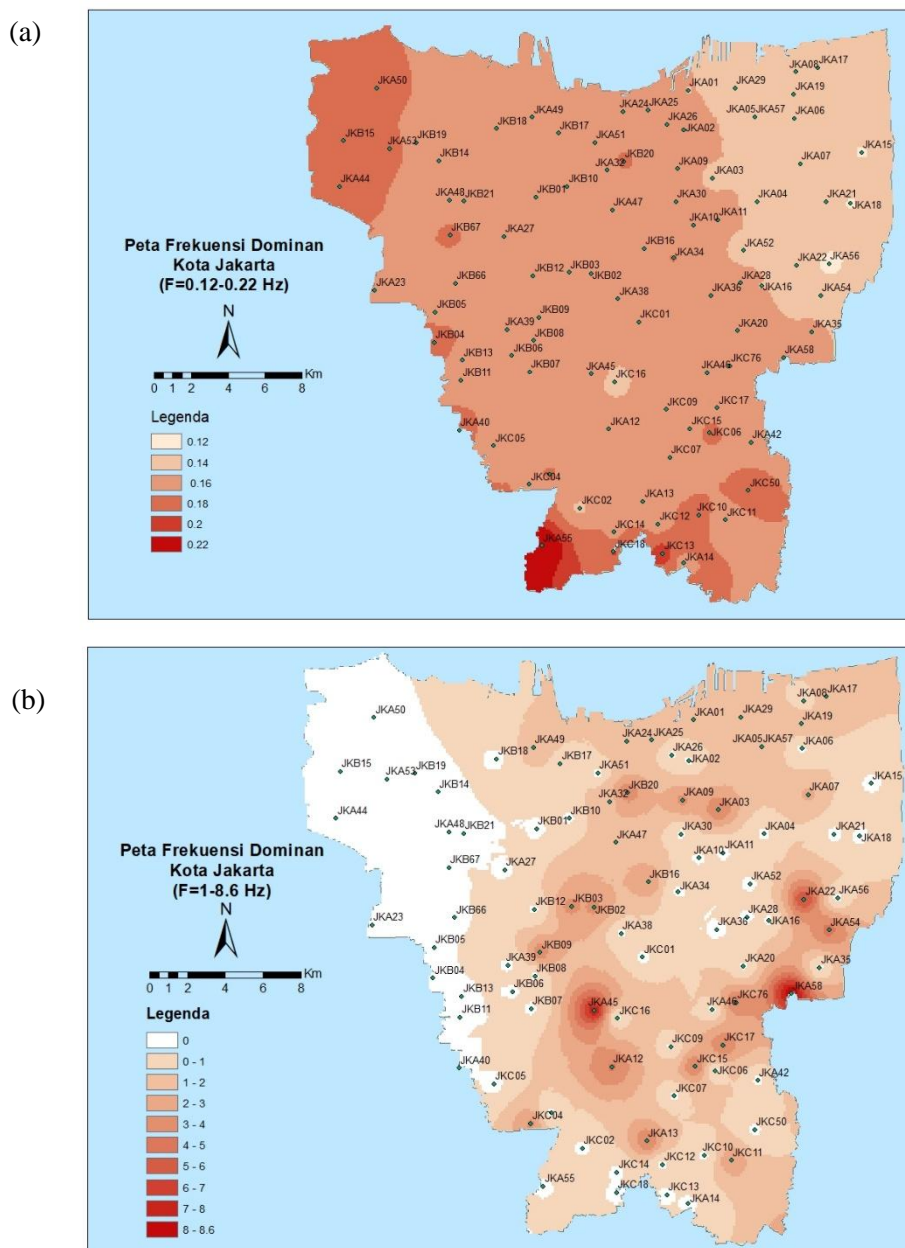 (a)
Peta Frekuensi Dominan
Kota Jakarta
(F=0.12-0.22 Hz)
N
Km
0 1 2 4 6 8
Legenda
0.12
0.14
0.16
0.18
0.2
0.22
JKA50
JKB15
JKA53
JKB19
JKB14
JKA44
JKA48
JKB21
JKB67
JKA23
JKB66
JKB05
JKB04
JKB13
JKB11
JKA40
JKC05
JKC04
JKB18
JKA49
JKB17
JKA51
JKA24
JKA25
JKA26
JKA01
JKA02
JKA29
JKA08
JKA17
JKA19
JKA05
JKA57
JKA06
JKA15
JKA32
JKB20
JKA09
JKA03
JKA07
JKB01
JKB10
JKA47
JKA30
JKA04
JKA21
JKA18
JKA10
JKA11
JKA27
JKB16
JKA34
JKA52
JKA22
JKA56
JKB12
JKB03
JKB02
JKA38
JKA36
JKA28
JKA16
JKA54
JKB09
JKA39
JKB08
JKC01
JKA20
JKA35
JKB06
JKB07
JKA45
JKC16
JKA46
JKC76
JKA58
JKC09
JKC17
JKA12
JKC15
JKC06
JKA42
JKC07
JKC50
JKC02
JKA13
JKC12
JKC10
JKC11
JKC14
JKC18
JKC13
JKA14
JKA55
(b)
Peta Frekuensi Dominan
Kota Jakarta
(F=1-8.6 Hz)
N
Km
0 1 2 4 6 8
Legenda
0
0 - 1
1 - 2
2 - 3
3 - 4
4 - 5
5 - 6
6 - 7
7 - 8
8 - 8.6
JKA50
JKB15
JKA53
JKB19
JKB14
JKA44
JKA48
JKB21
JKB67
JKA23
JKB66
JKB05
JKB04
JKB13
JKB11
JKA40
JKC05
JKC04
JKB18
JKA49
JKB17
JKA51
JKA24
JKA25
JKA26
JKA01
JKA02
JKA29
JKA08
JKA17
JKA19
JKA05
JKA57
JKA06
JKA15
JKA32
JKB20
JKA09
JKA03
JKA07
JKB01
JKB10
JKA47
JKA30
JKA04
JKA21
JKA18
JKA10
JKA11
JKA27
JKB16
JKA34
JKA52
JKA22
JKA56
JKB12
JKB03
JKB02
JKA38
JKA36
JKA28
JKA16
JKA54
JKB09
JKA39
JKB08
JKC01
JKA20
JKA35
JKB06
JKB07
JKA45
JKC16
JKA46
JKC76
JKA58
JKC09
JKC17
JKA12
JKC15
JKC06
JKA42
JKC07
JKC50
JKC02
JKA13
JKC12
JKC10
JKC11
JKC14
JKC18
JKC13
JKA14
JKA55